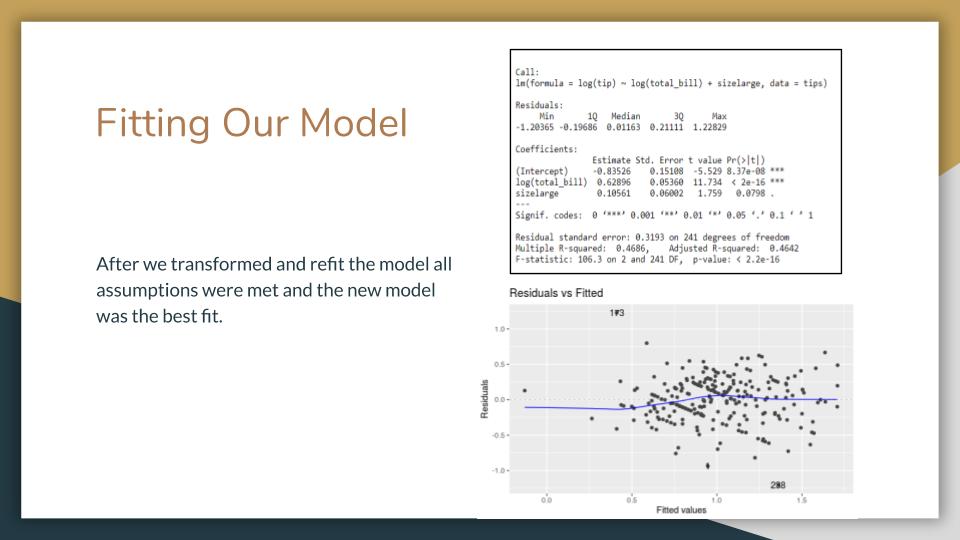 Fitting Our Model
After we transformed and refit the model all
assumptions were met and the new model
was the best fit.
Call:
lm(formula = log(tip) ~ log(total_bill) + sizelarge, data = tips)
Residuals:
Min 1Q Median 3Q Max
-1.20365 -0.19686 0.01163 0.21111 1.22829
Coefficients:
Estimate Std. Error t value Pr(>|t|)
(Intercept) -0.83526 0.15108 -5.529 8.37e-08 ***
log(total_bill) 0.62896 0.05360 11.734 < 2e-16 ***
sizelarge 0.10561 0.06002 1.759 0.0798 .
---
Signif. codes: 0 ‘***’ 0.001 ‘**’ 0.01 ‘*’ 0.05 ‘.’ 0.1 ‘ ’ 1
Residual standard error: 0.3193 on 241 degrees of freedom
Multiple R-squared: 0.4686, Adjusted R-squared: 0.4642
F-statistic: 106.3 on 2 and 241 DF, p-value: < 2.2e-16
Residuals vs Fitted
1.0
0.5
0.0
-0.5
-1.0
Residuals
0.0 0.5 1.0 1.5
Fitted values